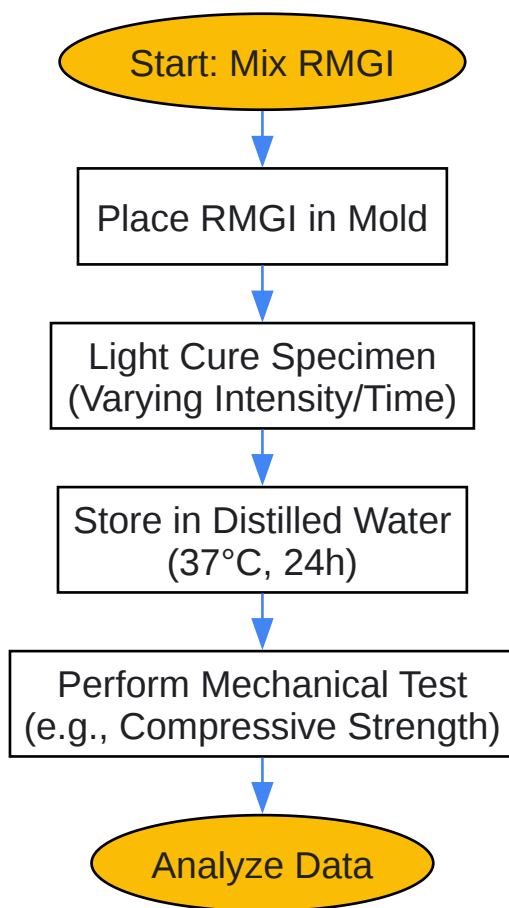 Start: Mix RMGI
Place RMGI in Mold
Light Cure Specimen
(Varying Intensity/Time)
Store in Distilled Water
(37°C, 24h)
Perform Mechanical Test
(e.g., Compressive Strength)
Analyze Data